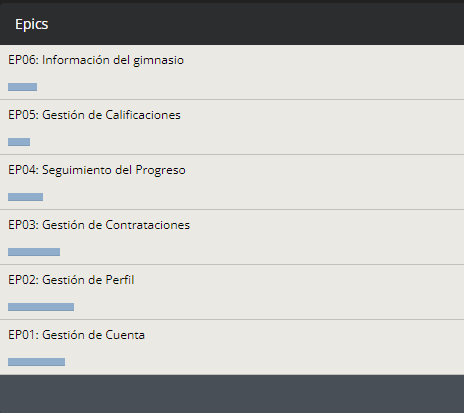 Epics
EP06: Información del gimnasio
EP05: Gestión de Calificaciones
EP04: Seguimiento del Progreso
EP03: Gestión de Contrataciones
EP02: Gestión de Perfil
EP01: Gestión de Cuenta